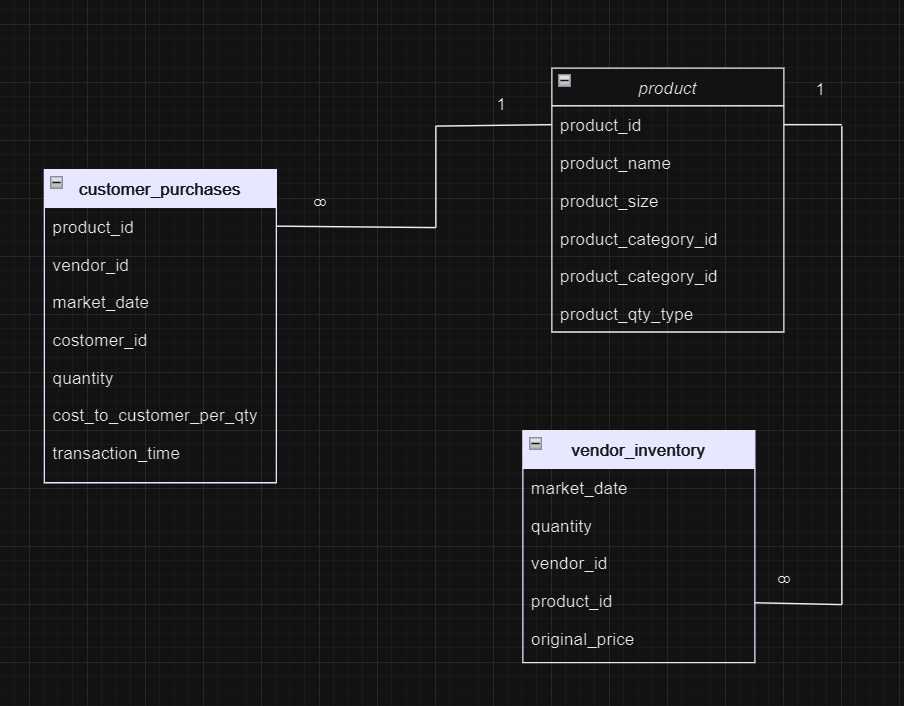 product
product_id
product_name
product_size
product_category_id
product_category_id
product_qty_type
1
1
∞
customer_purchases
product_id
vendor_id
market_date
costomer_id
quantity
cost_to_customer_per_qty
transaction_time
vendor_inventory
market_date
quantity
vendor_id
product_id
original_price
∞